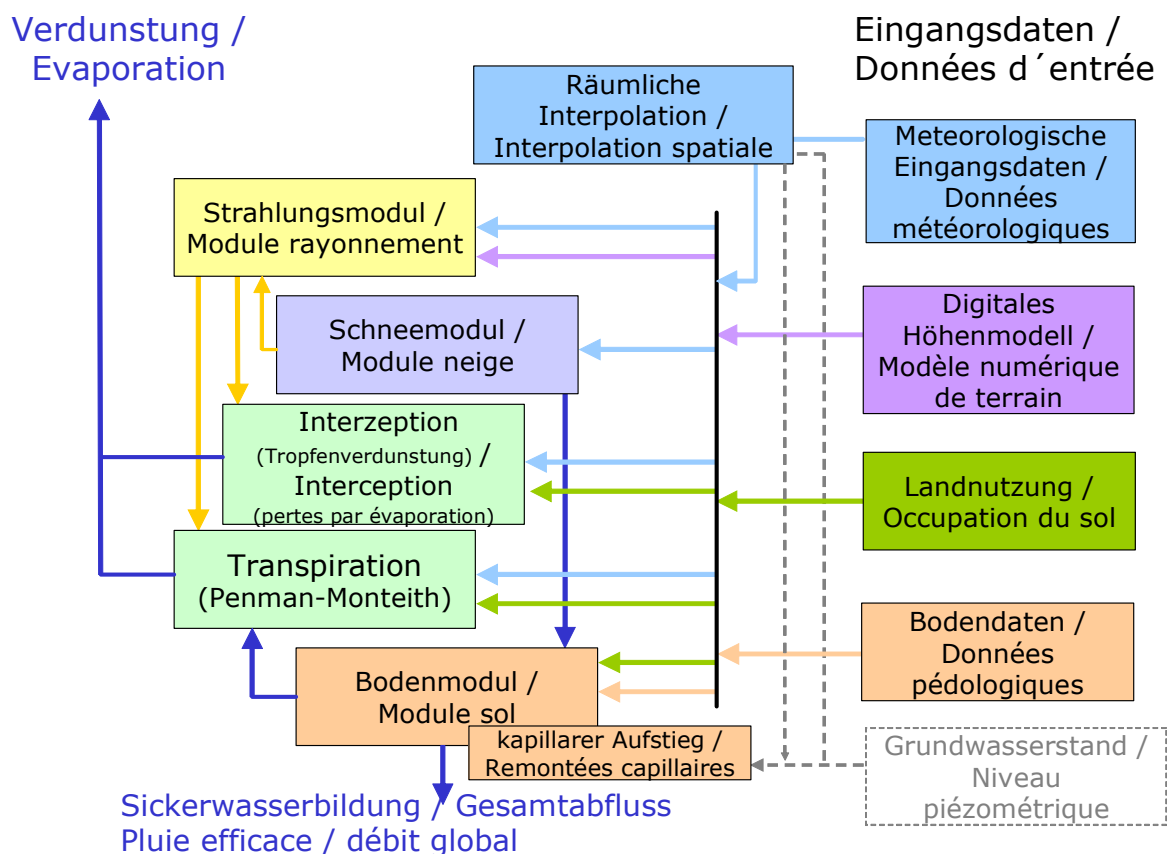 Verdunstung /
Evaporation
Eingangsdaten /
Données d´entrée
Räumliche
Interpolation /
Interpolation spatiale
Meteorologische
Eingangsdaten /
Données
météorologiques
Strahlungsmodul /
Module rayonnement
Schneemodul /
Module neige
Digitales
Höhenmodell /
Modèle numérique
de terrain
Interzeption
(Tropfenverdunstung) /
Interception
(pertes par évaporation)
Landnutzung /
Occupation du sol
Transpiration
(Penman-Monteith)
Bodendaten /
Données
pédologiques
Bodenmodul /
Module sol
kapillarer Aufstieg /
Remontées capillaires
Grundwasserstand /
Niveau
piézométrique
Sickerwasserbildung / Gesamtabfluss
Pluie efficace / débit global